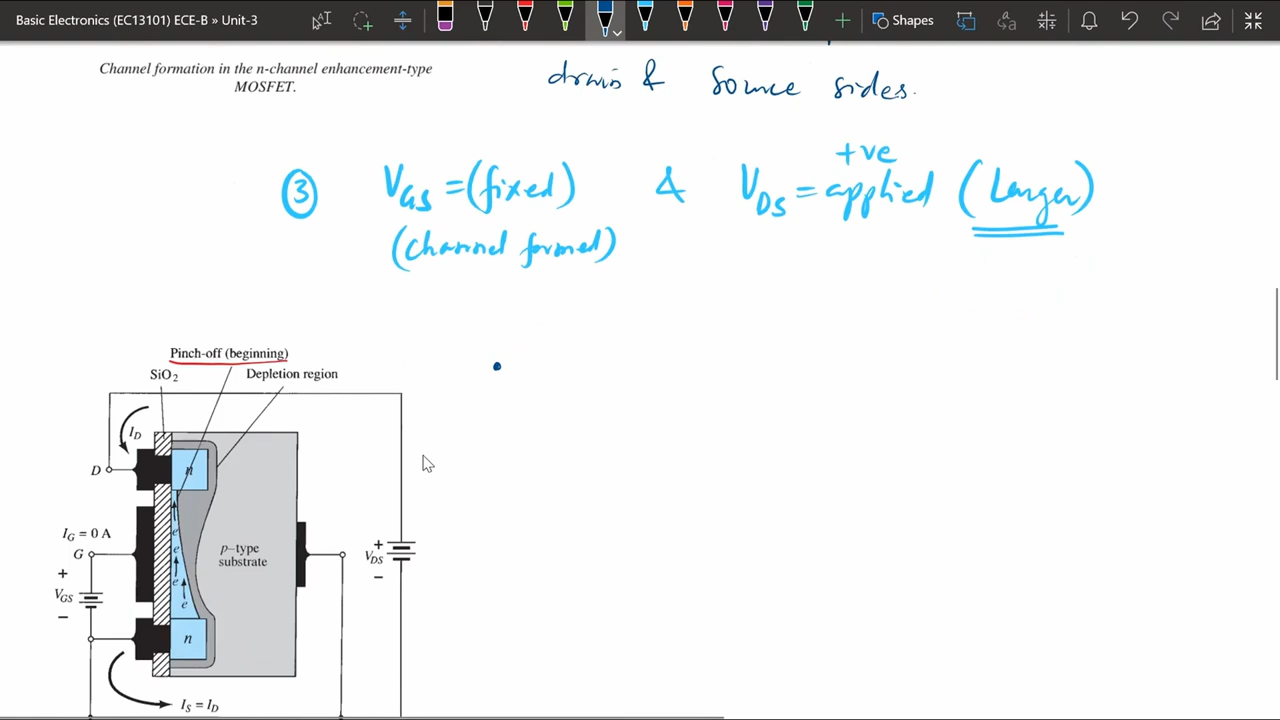 Basic Electronics (EC13101) ECE-B » Unit-3
Shapes
Channel formation in the n-channel enhancement-type
MOSFET.
drain & Source sides.
③ VGS = (fixed) & VDS = +ve applied (Larger)
(channel formed)
Pinch-off (beginning)
SiO2
Depletion region
ID
D
n
e
IG = 0 A
G
e
p-type
substrate
+
VDS
−
e
+
VGS
−
e
n
IS = ID